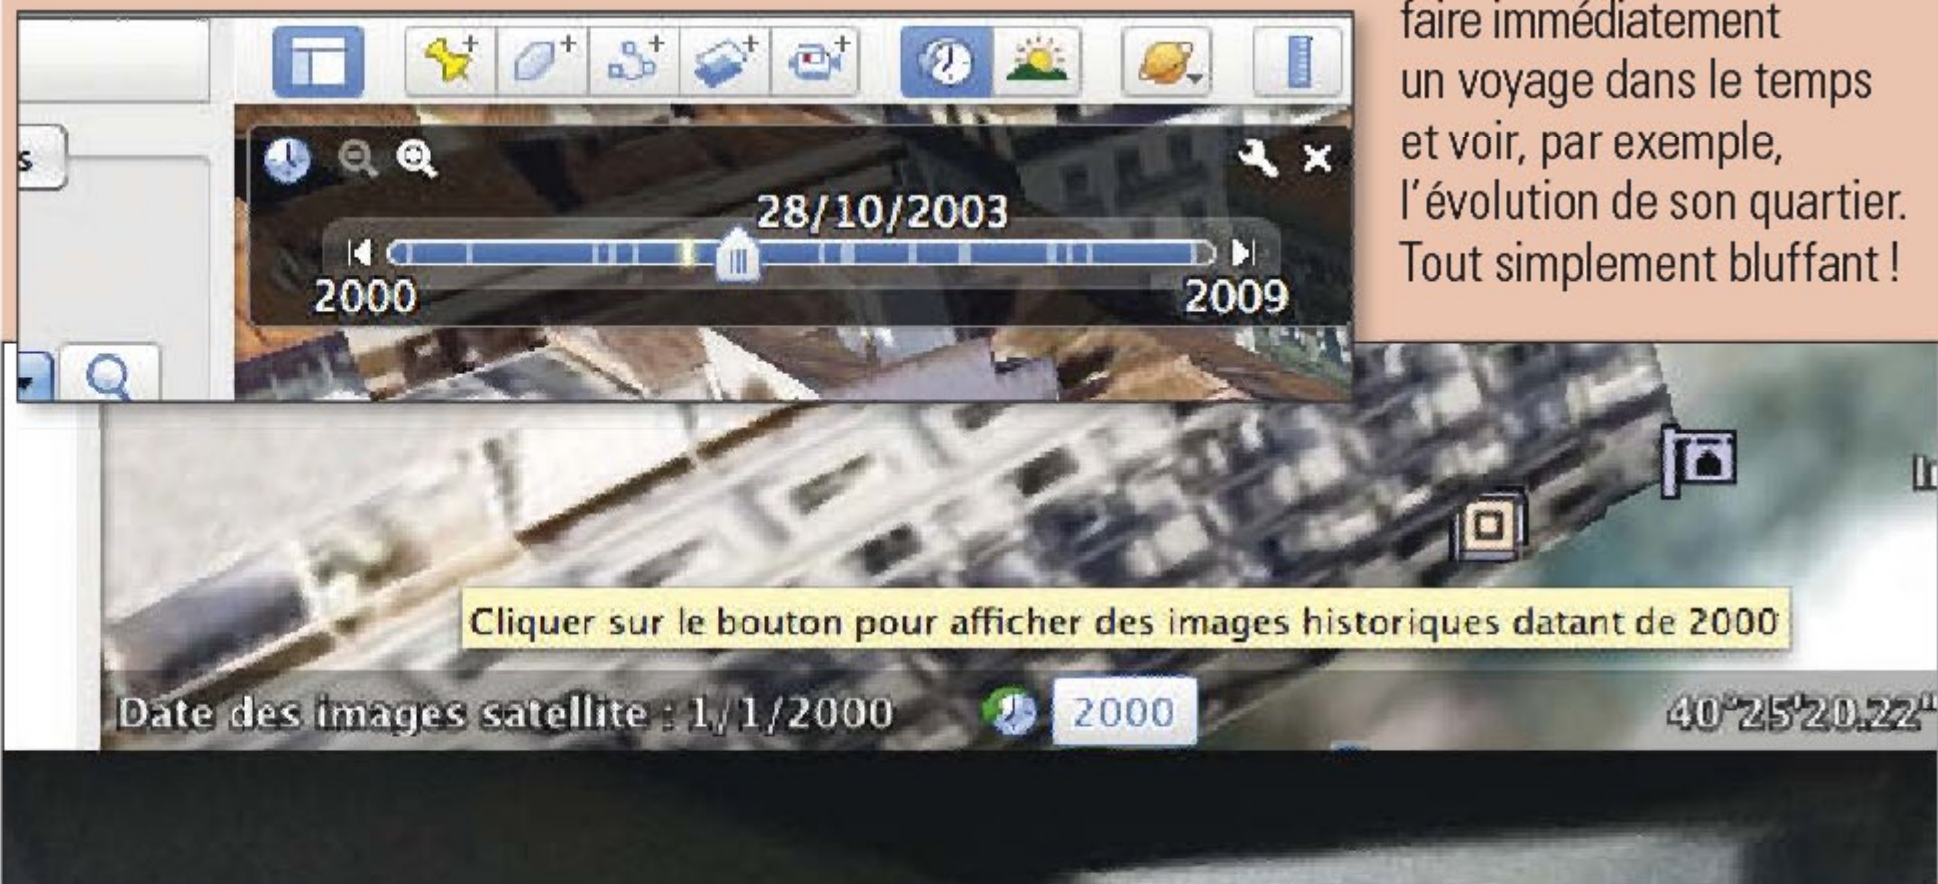 faire immédiatement
un voyage dans le temps
et voir, par exemple,
l'évolution de son quartier.
Tout simplement bluffant !
s
28/10/2003
2000
2009
Cliquer sur le bouton pour afficher des images historiques datant de 2000
Date des images satellite : 1/1/2000
2000
40°25'20.22"